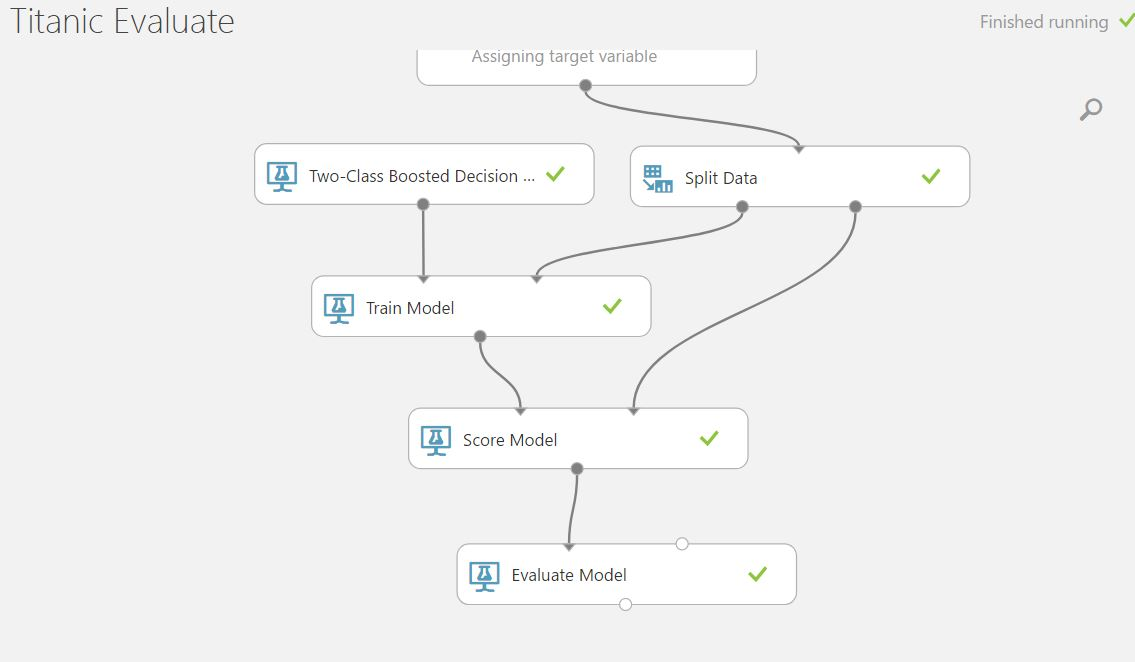 Titanic Evaluate
Finished running
Assigning target variable
Two-Class Boosted Decision ...
Split Data
Train Model
Score Model
Evaluate Model